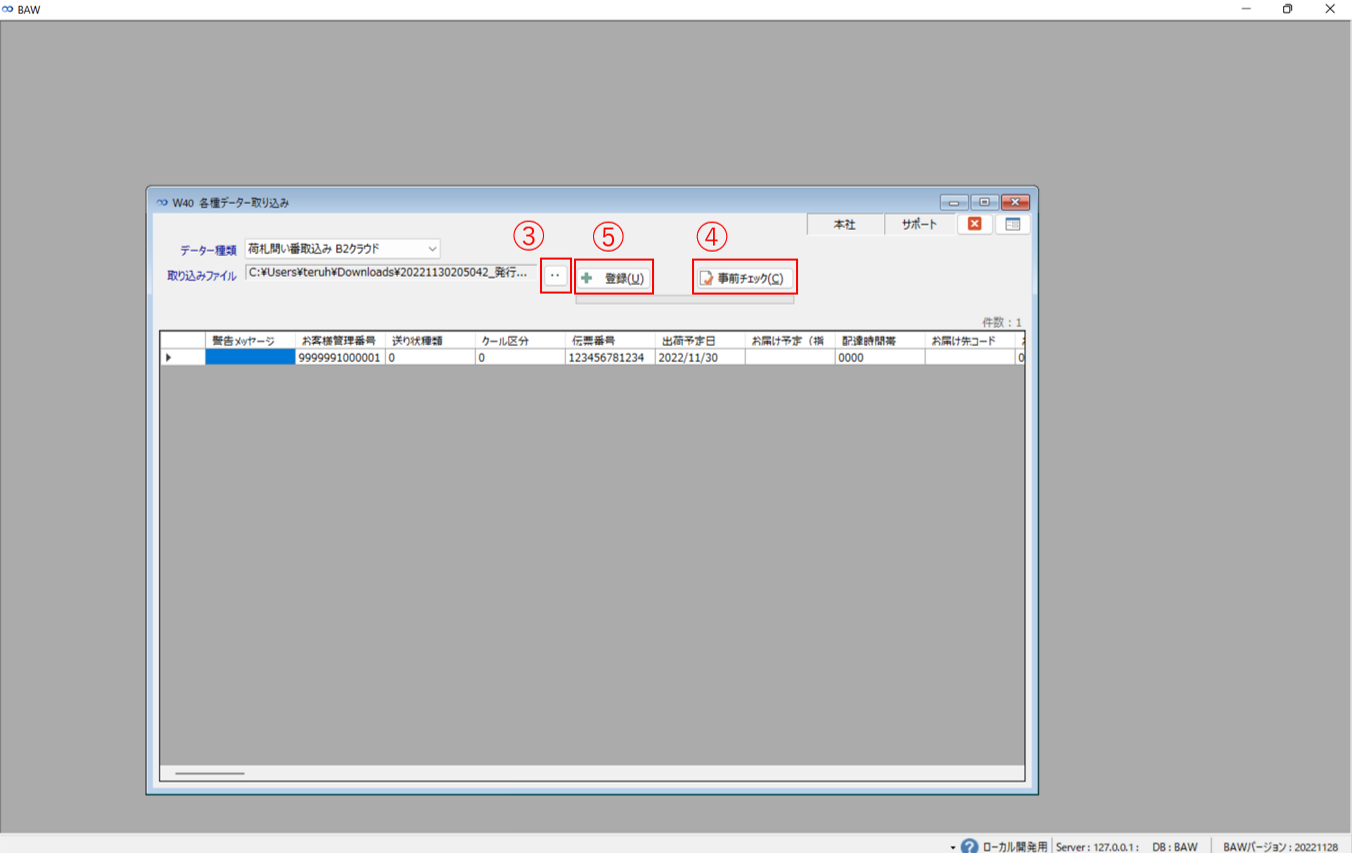 BAW
W40 各種データー取り込み
本社 サポート
③ ⑤ ④
データー種類 荷札問い番取込み B2クラウド
取り込みファイル C:¥Users¥teruh¥Downloads¥20221130205042_発行... .. 登録(U) 事前チェック(C)
件数：1
警告メッセージ お客様管理番号 送り状種類 クール区分 伝票番号 出荷予定日 お届け予定（指 配達時間帯 お届け先コード
9999991000001 0 0 123456781234 2022/11/30 0000 0
ローカル開発用 Server : 127.0.0.1 : DB : BAW BAWバージョン : 20221128